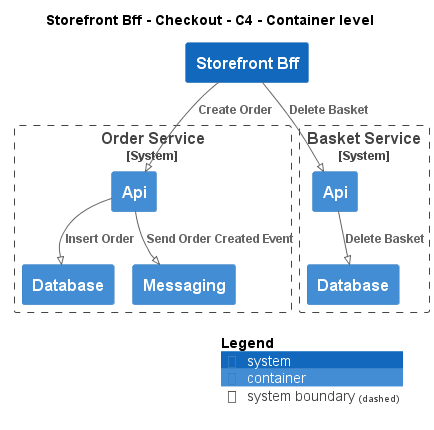 Storefront Bff - Checkout - C4 - Container level
Storefront Bff
Create Order
Delete Basket
Order Service
[System]
Basket Service
[System]
Api
Api
Insert Order
Send Order Created Event
Delete Basket
Database
Messaging
Database
Legend
system
container
system boundary (dashed)